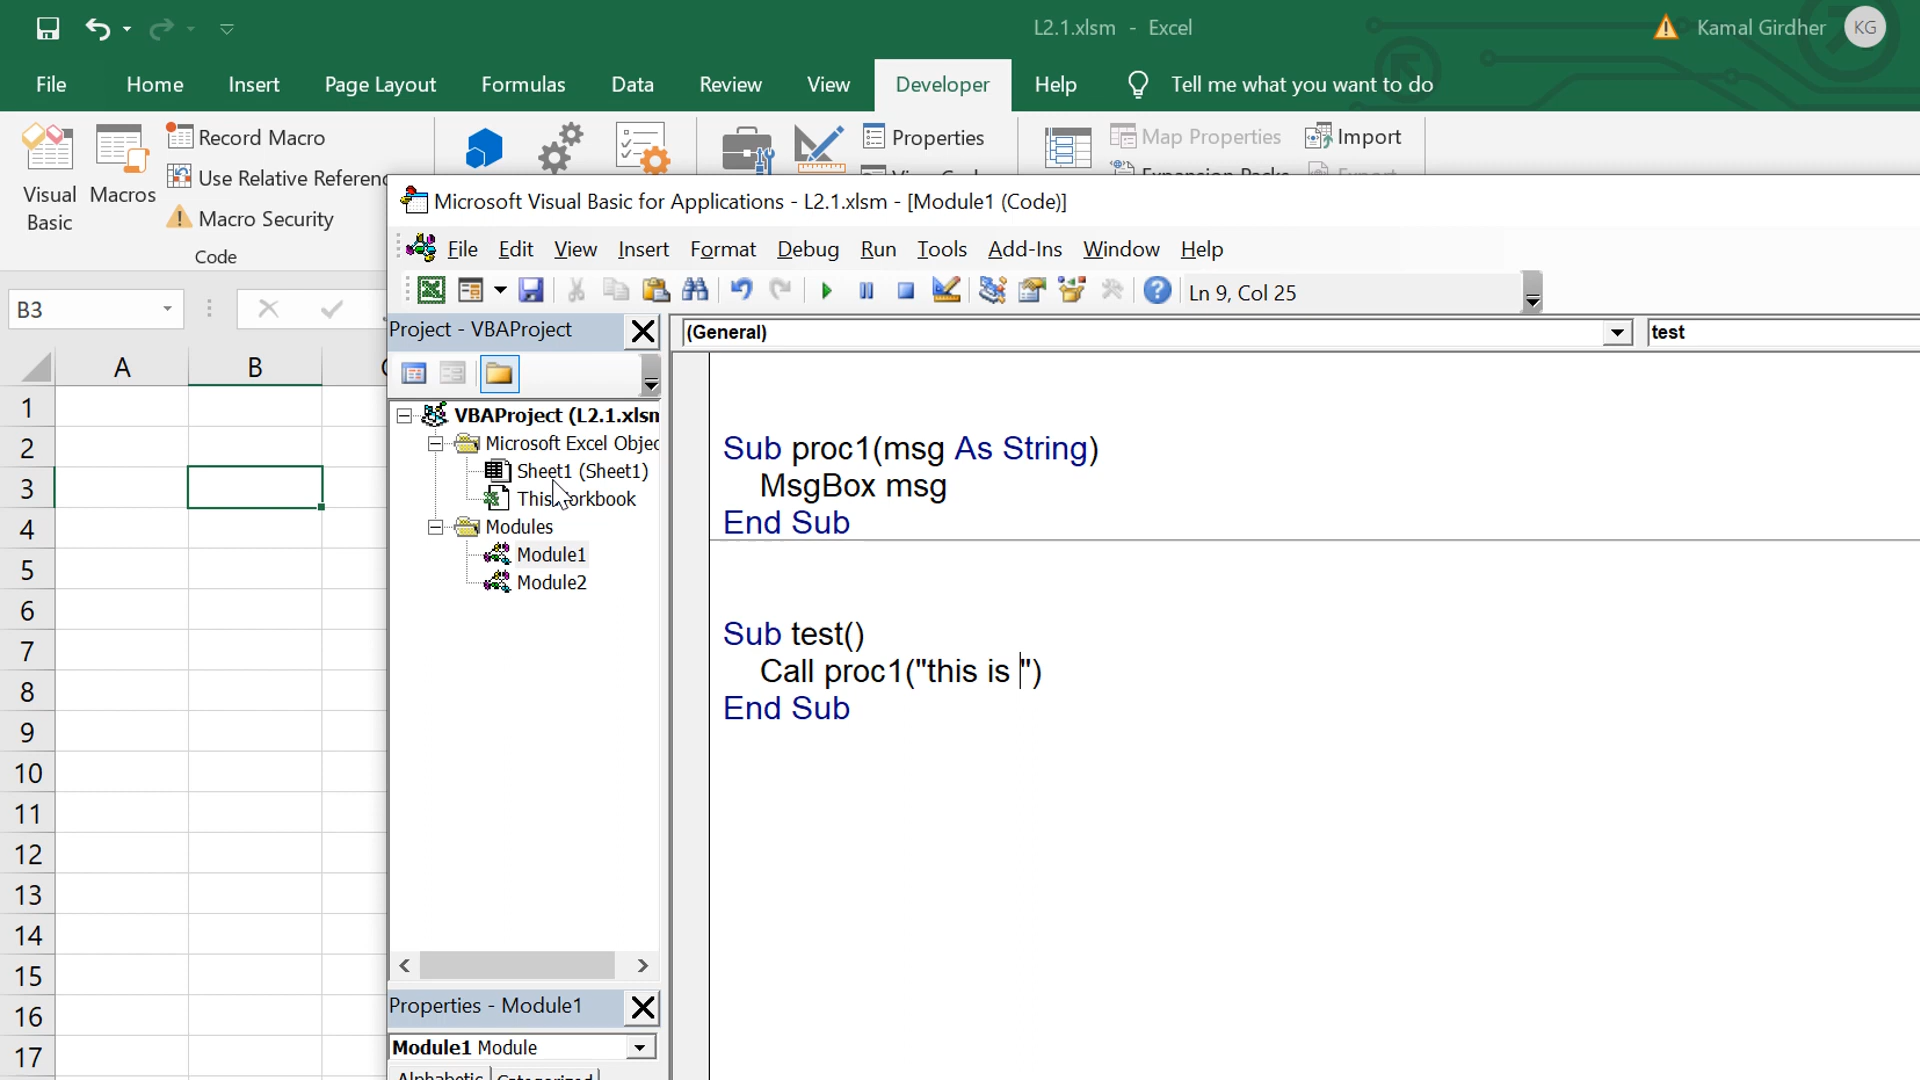 L2.1.xlsm - Excel
Kamal Girdher KG
File Home Insert Page Layout Formulas Data Review View Developer Help Tell me what you want to do
Record Macro
Use Relative Referenc
Macro Security
Visual Basic
Macros
Code
Properties
Map Properties
Import
Microsoft Visual Basic for Applications - L2.1.xlsm - [Module1 (Code)]
File Edit View Insert Format Debug Run Tools Add-Ins Window Help
Ln 9, Col 25
B3
Project - VBAProject
(General)
test
A B
VBAProject (L2.1.xlsm
Microsoft Excel Objec
Sheet1 (Sheet1)
Modules
Module1
Module2
1
2
3
4
5
6
7
8
9
10
11
12
13
14
15
16
17
Sub proc1(msg As String)
MsgBox msg
End Sub
Sub test()
Call proc1("this is ")
End Sub
Properties - Module1
Module1 Module
Alphabetic Categorized